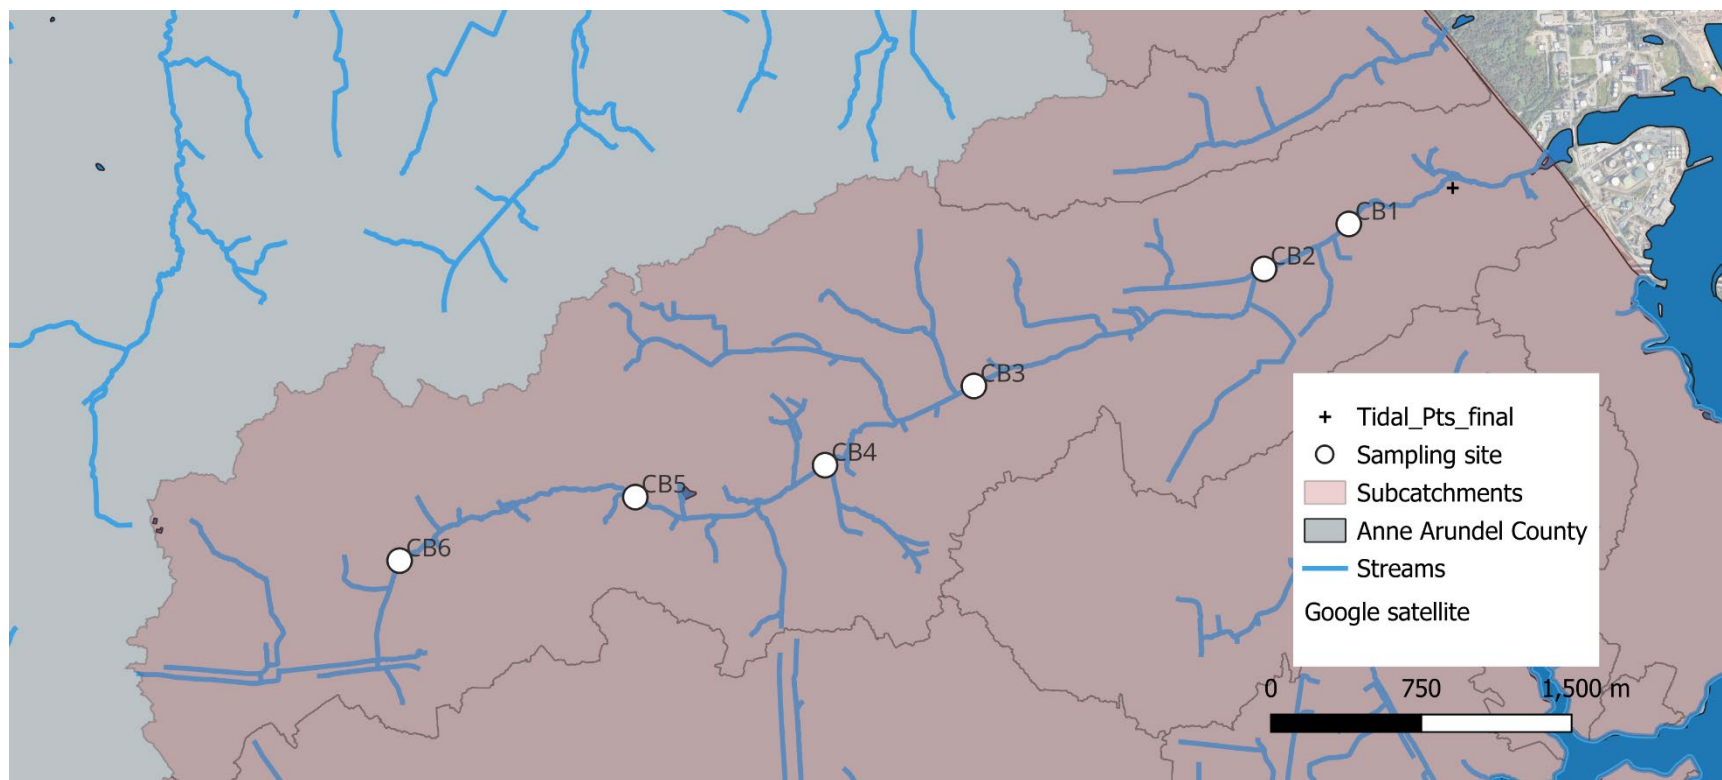 CB1
CB2
CB3
CB4
CB5
CB6
+ Tidal_Pts_final
Sampling site
Subcatchments
Anne Arundel County
Streams
Google satellite
0 750 1,500 m